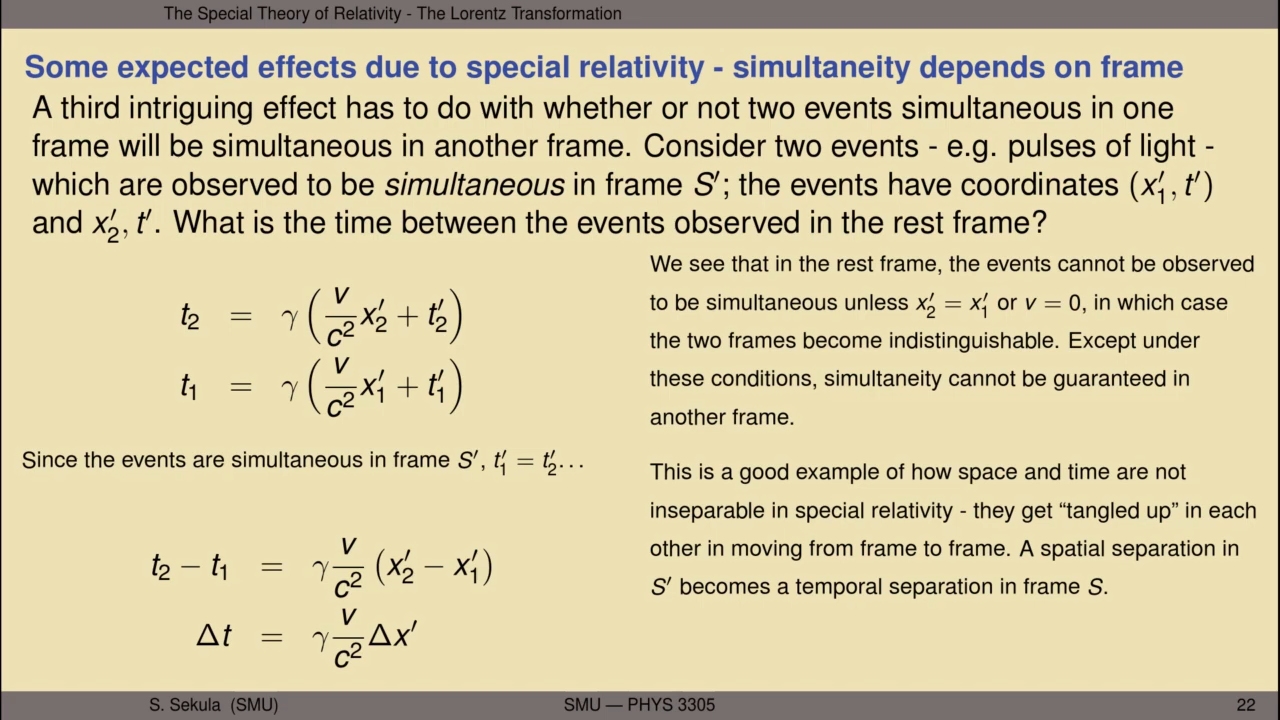 The Special Theory of Relativity - The Lorentz Transformation
Some expected effects due to special relativity - simultaneity depends on frame
A third intriguing effect has to do with whether or not two events simultaneous in one
frame will be simultaneous in another frame. Consider two events - e.g. pulses of light -
which are observed to be simultaneous in frame S′; the events have coordinates (x′₁, t′)
and x′₂, t′. What is the time between the events observed in the rest frame?
t₂ = γ(v/c² x′₂ + t′₂)
t₁ = γ(v/c² x′₁ + t′₁)
Since the events are simultaneous in frame S′, t′₁ = t′₂...
t₂ − t₁ = γ v/c² (x′₂ − x′₁)
Δt = γ v/c² Δx′
We see that in the rest frame, the events cannot be observed
to be simultaneous unless x′₂ = x′₁ or v = 0, in which case
the two frames become indistinguishable. Except under
these conditions, simultaneity cannot be guaranteed in
another frame.
This is a good example of how space and time are not
inseparable in special relativity - they get “tangled up” in each
other in moving from frame to frame. A spatial separation in
S′ becomes a temporal separation in frame S.
S. Sekula (SMU)
SMU — PHYS 3305
22